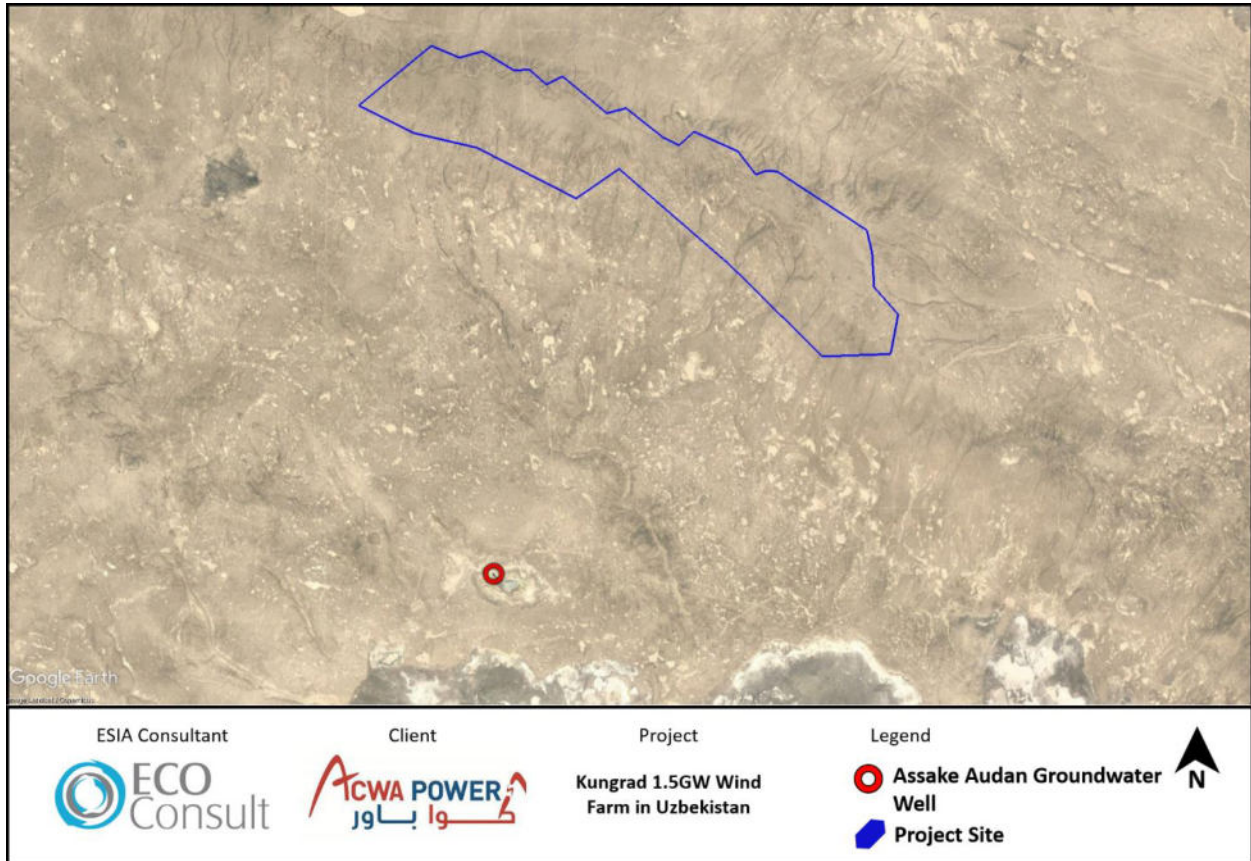 Google Earth
ESIA Consultant
Client
Project
Legend
ECO
Consult
ACWA POWER
أكوا باور
Kungrad 1.5GW Wind
Farm in Uzbekistan
Assake Audan Groundwater
Well
Project Site
N